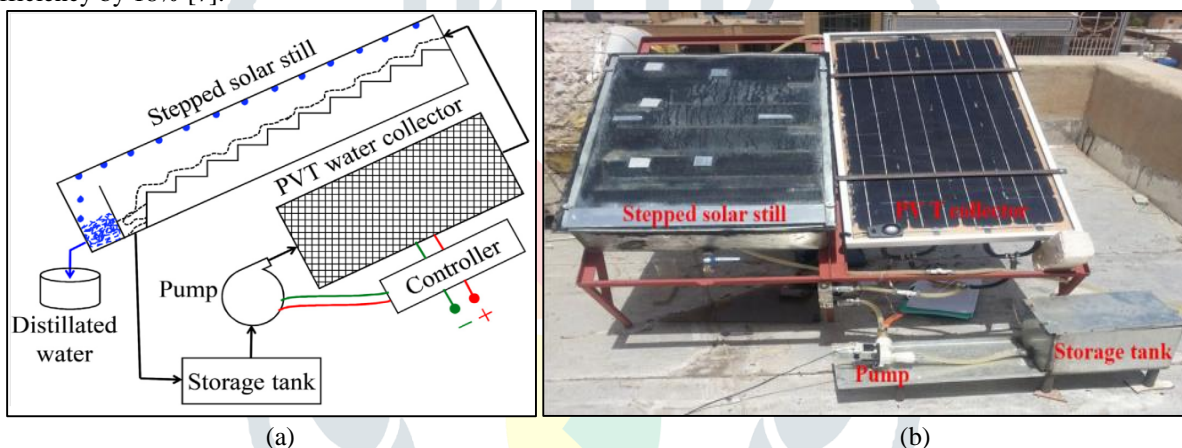 efficiency by 18% [7].
Stepped solar still
PVT water collector
Controller
Pump
Distillated
water
Storage tank
− +
Stepped solar still
PV T collector
Storage tank
Pump
(a)
(b)